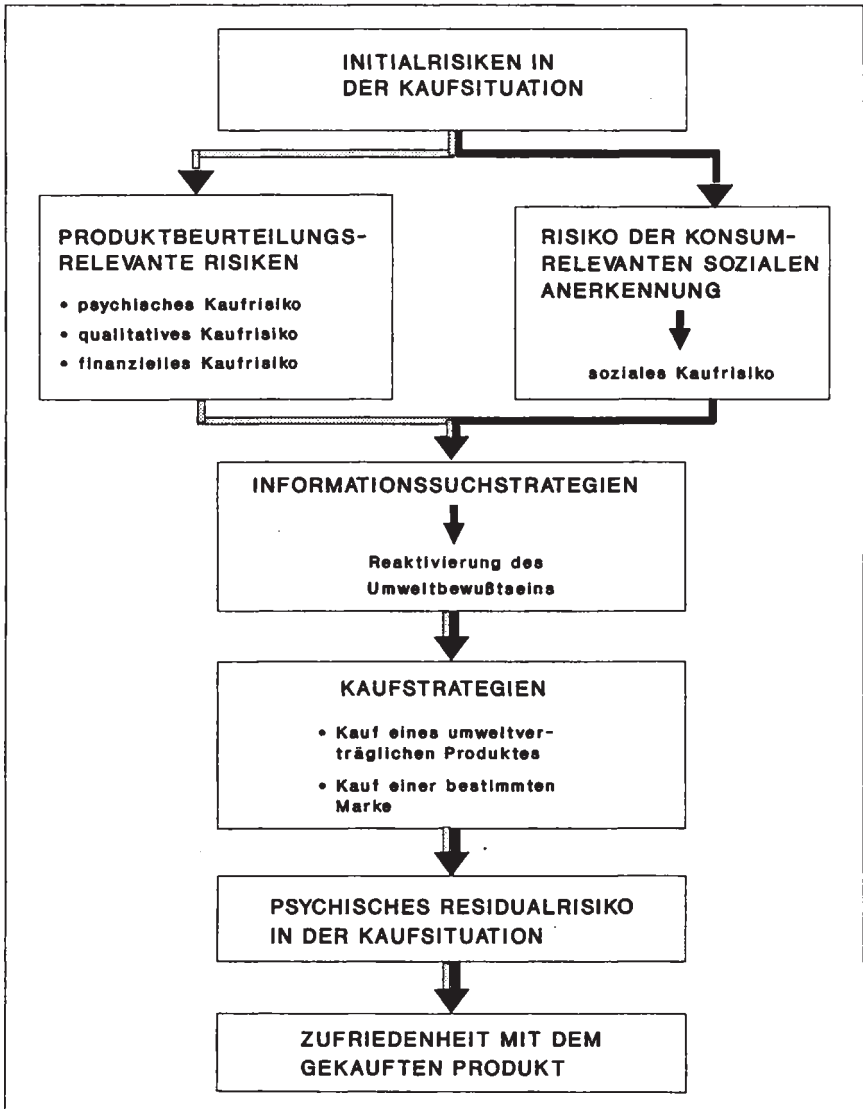 INITIALRISIKEN IN
DER KAUFSITUATION
PRODUKTBEURTEILUNGS-
RELEVANTE RISIKEN
• psychisches Kaufrisiko
• qualitatives Kaufrisiko
• finanzielles Kaufrisiko
RISIKO DER KONSUM-
RELEVANTEN SOZIALEN
ANERKENNUNG
soziales Kaufrisiko
INFORMATIONSSUCHSTRATEGIEN
Reaktivierung des
Umweltbewußtseins
KAUFSTRATEGIEN
• Kauf eines umweltver-
träglichen Produktes
• Kauf einer bestimmten
Marke
PSYCHISCHES RESIDUALRISIKO
IN DER KAUFSITUATION
ZUFRIEDENHEIT MIT DEM
GEKAUFTEN PRODUKT